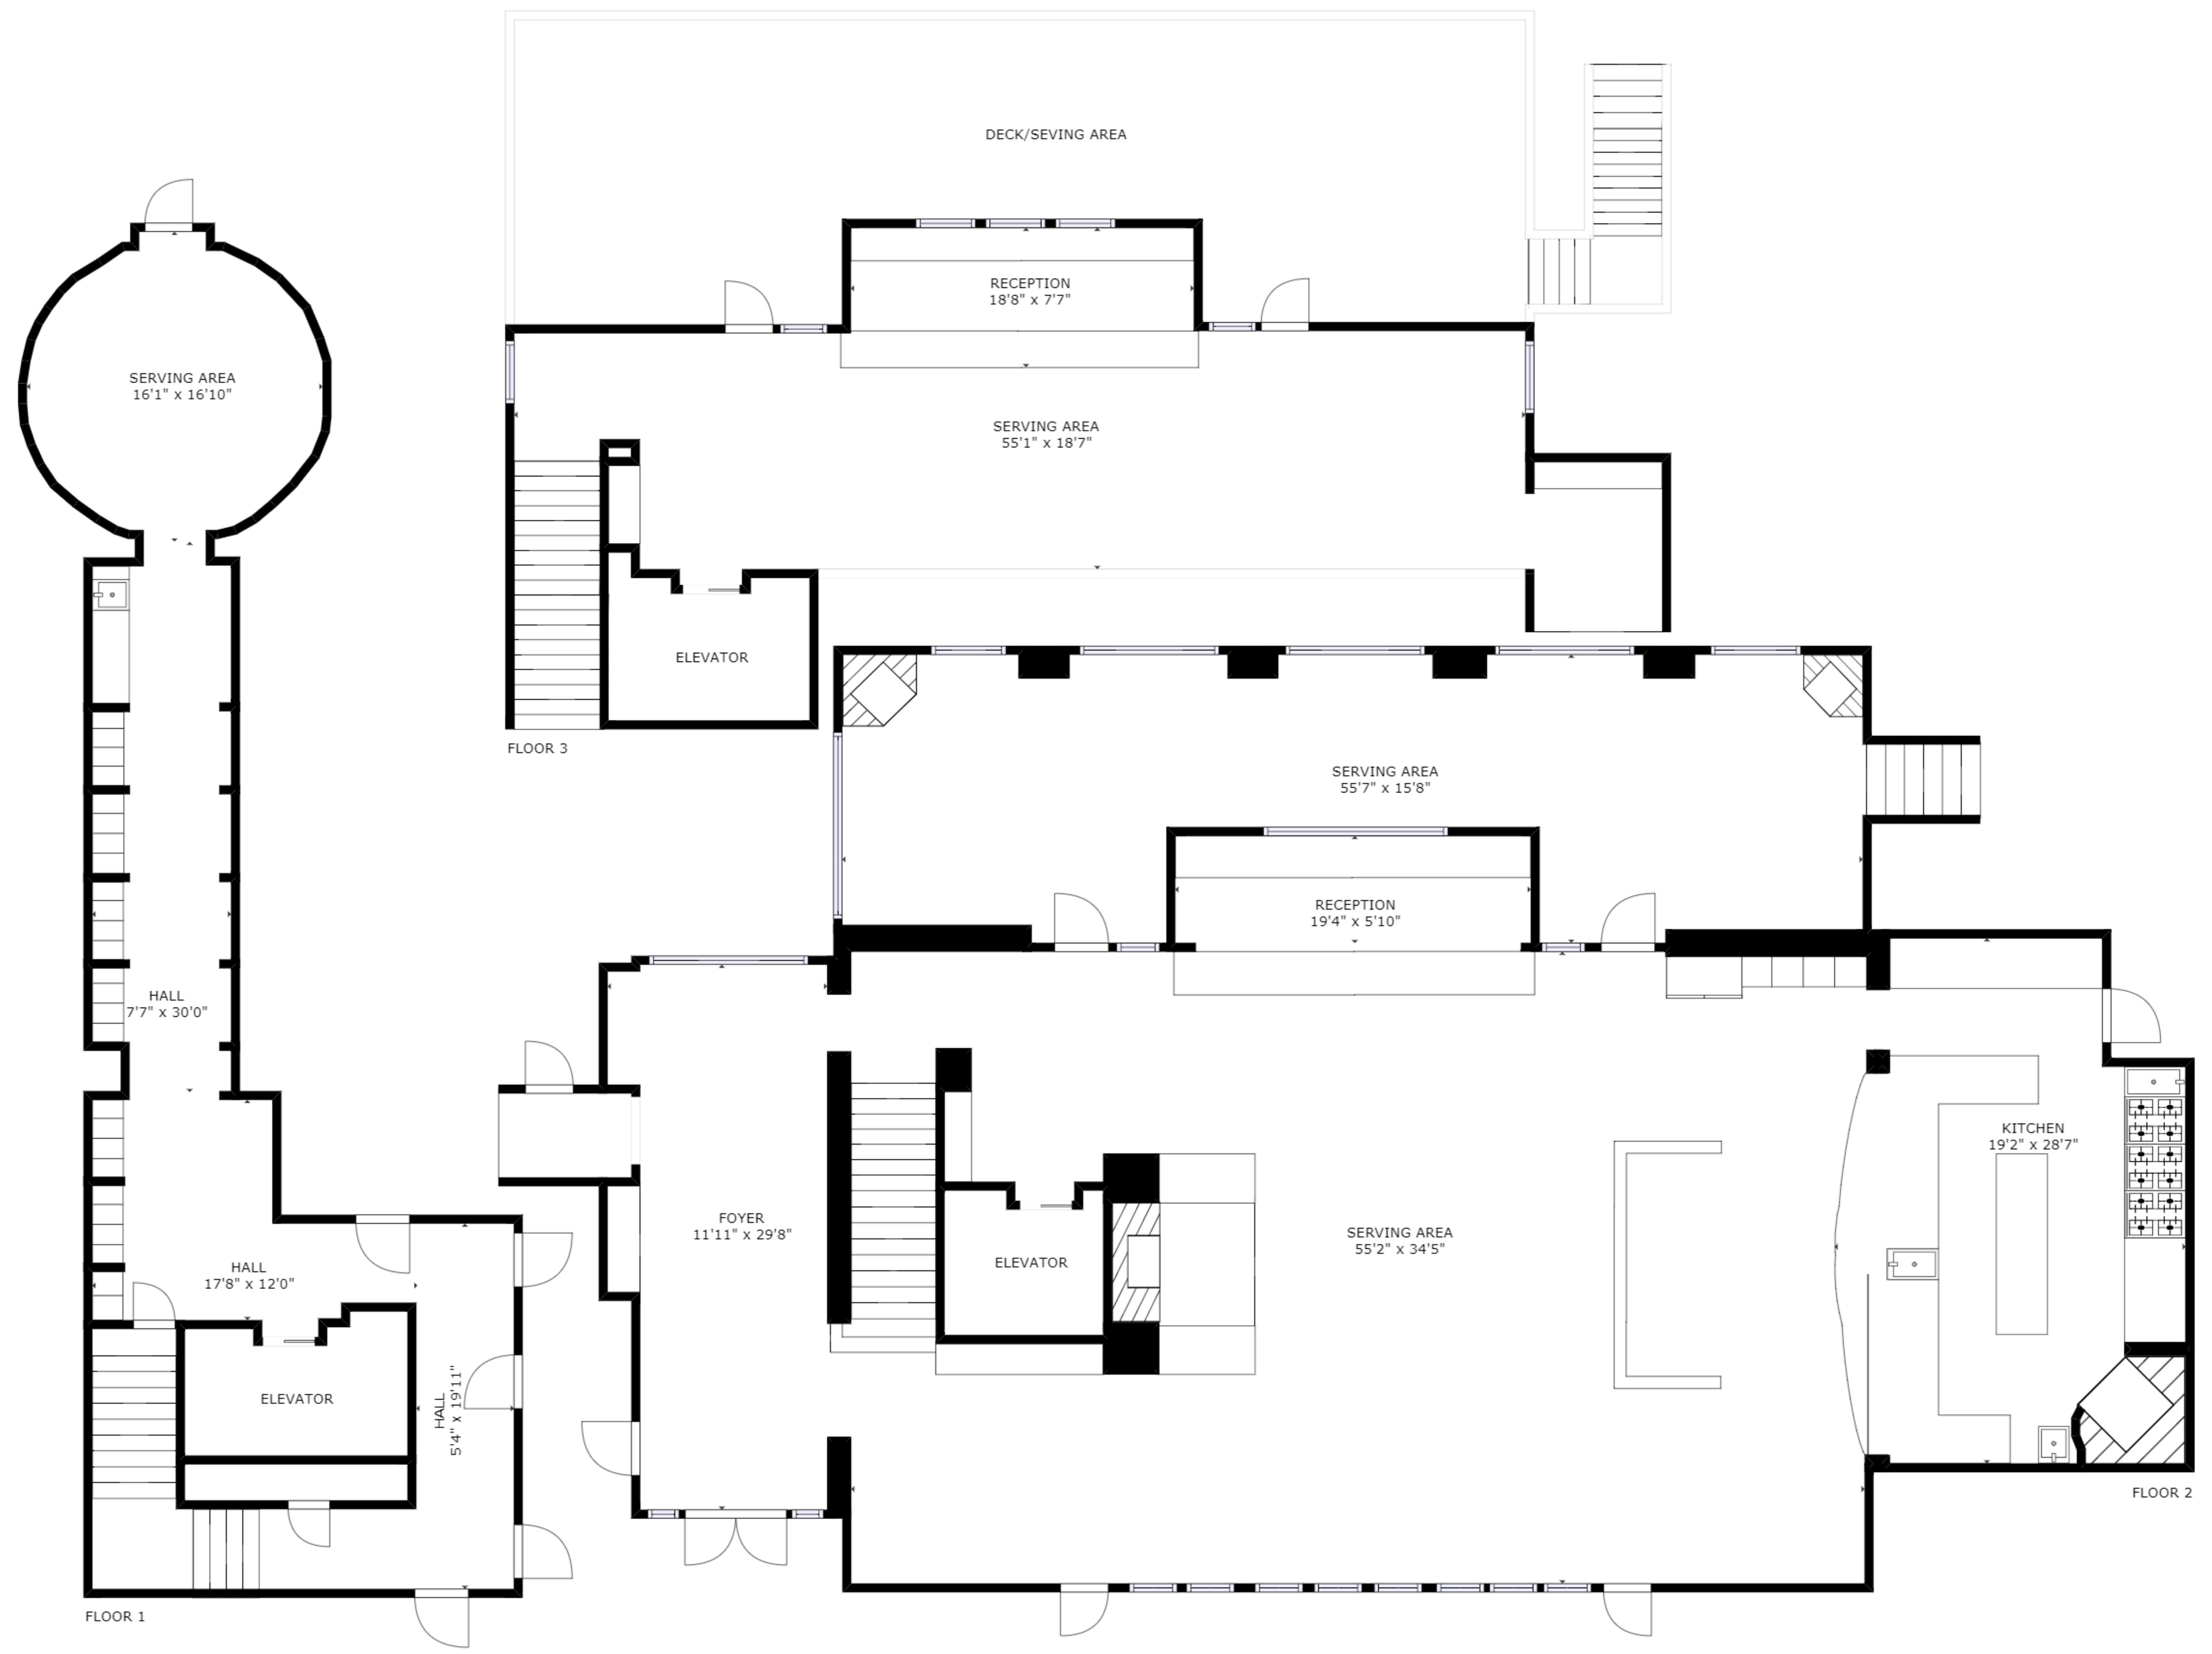 DECK/SEVING AREA
RECEPTION
18'8" x 7'7"
SERVING AREA
16'1" x 16'10"
SERVING AREA
55'1" x 18'7"
ELEVATOR
FLOOR 3
SERVING AREA
55'7" x 15'8"
RECEPTION
19'4" x 5'10"
HALL
7'7" x 30'0"
KITCHEN
19'2" x 28'7"
FOYER
11'11" x 29'8"
SERVING AREA
55'2" x 34'5"
ELEVATOR
HALL
17'8" x 12'0"
ELEVATOR
HALL
5'4" x 19'11"
FLOOR 2
FLOOR 1